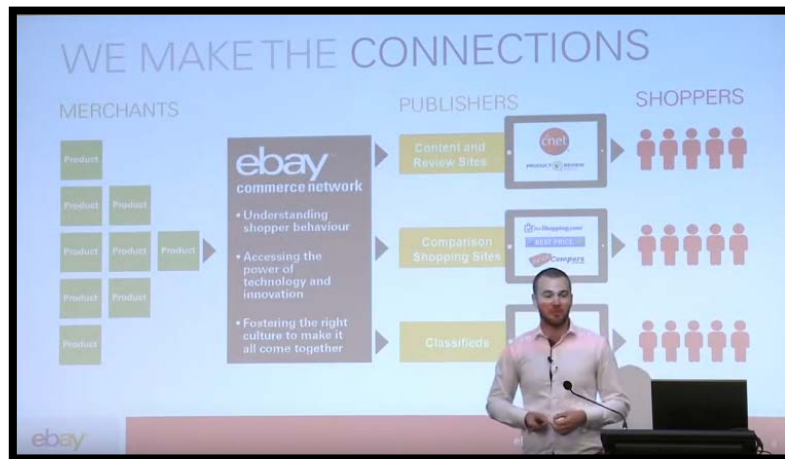 WE MAKE THE CONNECTIONS
MERCHANTS
PUBLISHERS
SHOPPERS
Product
Product Product
Product Product Product
Product Product
Product
ebay
commerce network
• Understanding
shopper behaviour
• Accessing the
power of
technology and
innovation
• Fostering the right
culture to make it
all come together
Content and
Review Sites
Comparison
Shopping Sites
Classifieds
cnet
PRODUCT REVIEW
BEST PRICE
ebay